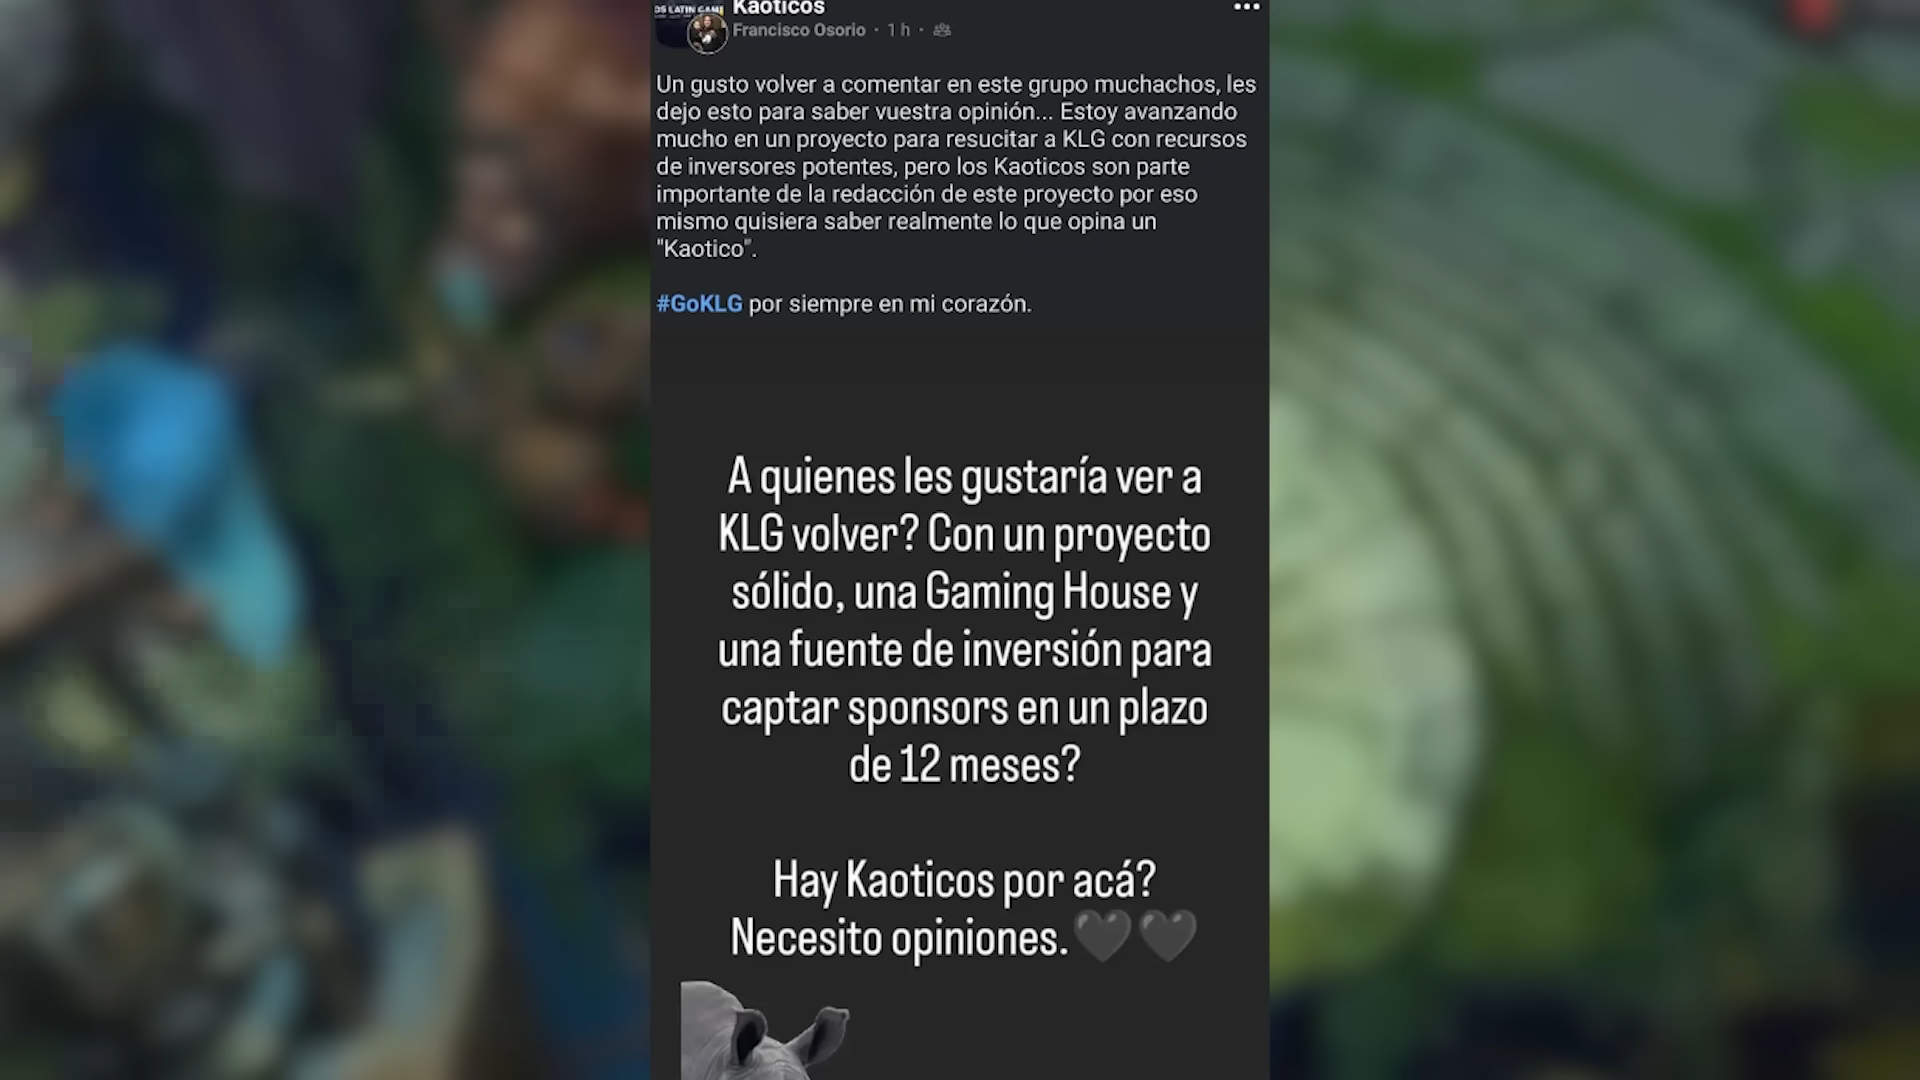 OS LATIN GAMI
Kaoticos
Francisco Osorio · 1 h ·
Un gusto volver a comentar en este grupo muchachos, les
dejo esto para saber vuestra opinión... Estoy avanzando
mucho en un proyecto para resucitar a KLG con recursos
de inversores potentes, pero los Kaoticos son parte
importante de la redacción de este proyecto por eso
mismo quisiera saber realmente lo que opina un
"Kaotico".
#GoKLG por siempre en mi corazón.
A quienes les gustaría ver a
KLG volver? Con un proyecto
sólido, una Gaming House y
una fuente de inversión para
captar sponsors en un plazo
de 12 meses?
Hay Kaoticos por acá?
Necesito opiniones.🖤🖤